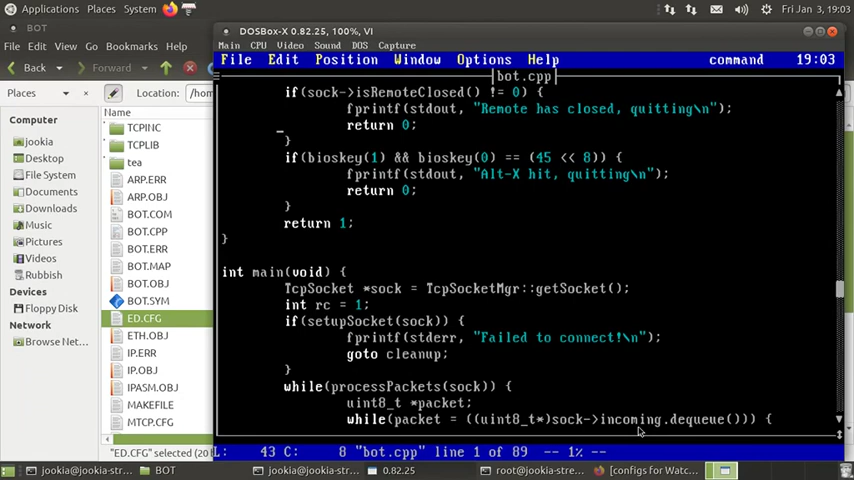 Applications Places System
Fri Jan 3, 19:03
BOT
File Edit View Go Bookmarks
Back Forward
Places
Location: /hom
Computer
jookia
Desktop
File System
Documents
Downloads
Music
Pictures
Videos
Rubbish
Devices
Floppy Disk
Network
Browse Net...
Name
TCPINC
TCPLIB
tea
ARP.ERR
ARP.OBJ
BOT.COM
BOT.CPP
BOT.ERR
BOT.MAP
BOT.OBJ
BOT.SYM
ED.CFG
ETH.OBJ
IP.ERR
IP.OBJ
IPASM.OBJ
MAKEFILE
MTCP.CFG
"ED.CFG" selected (20 b
DOSBox-X 0.82.25, 100%, VI
Main CPU Video Sound DOS Capture
File Edit Position Window Options Help command 19:03
bot.cpp
if(sock->isRemoteClosed() != 0) {
fprintf(stdout, "Remote has closed, quitting\n");
return 0;
}
if(bioskey(1) && bioskey(0) == (45 << 8)) {
fprintf(stdout, "Alt-X hit, quitting\n");
return 0;
}
return 1;
}
int main(void) {
TcpSocket *sock = TcpSocketMgr::getSocket();
int rc = 1;
if(setupSocket(sock)) {
fprintf(stderr, "Failed to connect!\n");
goto cleanup;
}
while(processPackets(sock)) {
uint8_t *packet;
while(packet = ((uint8_t*)sock->incoming.dequeue())) {
L: 43 C: 8 "bot.cpp" line 1 of 89 -- 1% --
jookia@jookia-str...
BOT
jookia@jookia-str...
0.82.25
root@jookia-stre...
[configs for Watc...